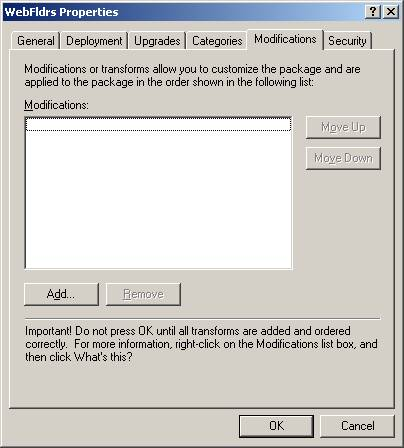 WebFldrs Properties
General Deployment Upgrades Categories Modifications Security
Modifications or transforms allow you to customize the package and are
applied to the package in the order shown in the following list:
Modifications:
Move Up
Move Down
Add... Remove
Important! Do not press OK until all transforms are added and ordered
correctly. For more information, right-click on the Modifications list box, and
then click What's this?
OK Cancel